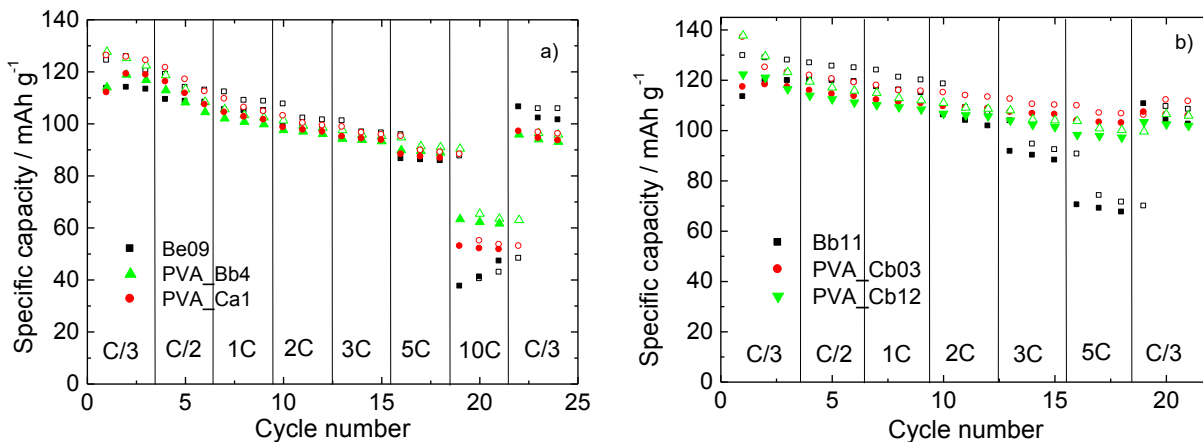 a)
Specific capacity / mAh g⁻¹
140
120
100
80
60
40
20
0
Be09
PVA_Bb4
PVA_Ca1
C/3 C/2 1C 2C 3C 5C 10C C/3
0 5 10 15 20 25
Cycle number
b)
Specific capacity / mAh g⁻¹
140
120
100
80
60
40
20
0
Bb11
PVA_Cb03
PVA_Cb12
C/3 C/2 1C 2C 3C 5C C/3
0 5 10 15 20
Cycle number